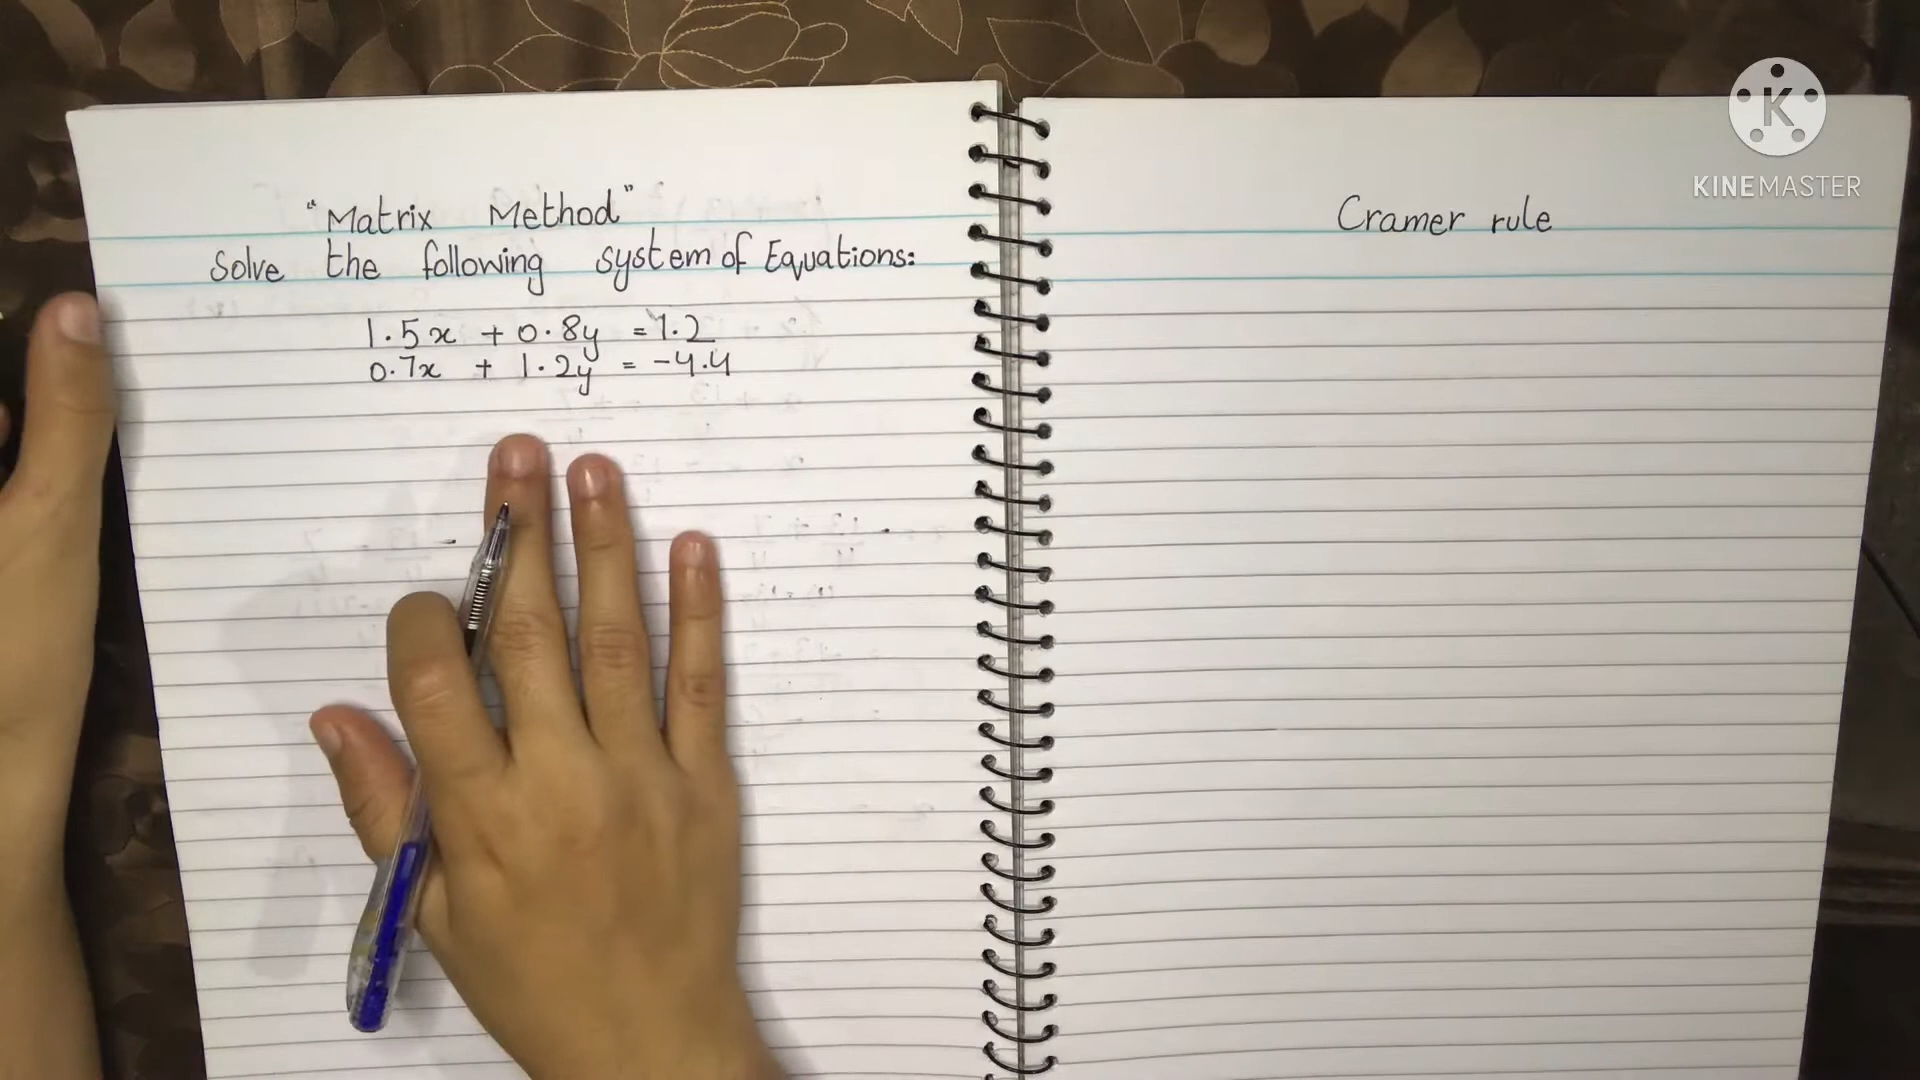 "Matrix Method"
Solve the following system of Equations:
1.5x + 0.8y = 1.2
0.7x + 1.2y = -4.4
Cramer rule
K
KINEMASTER